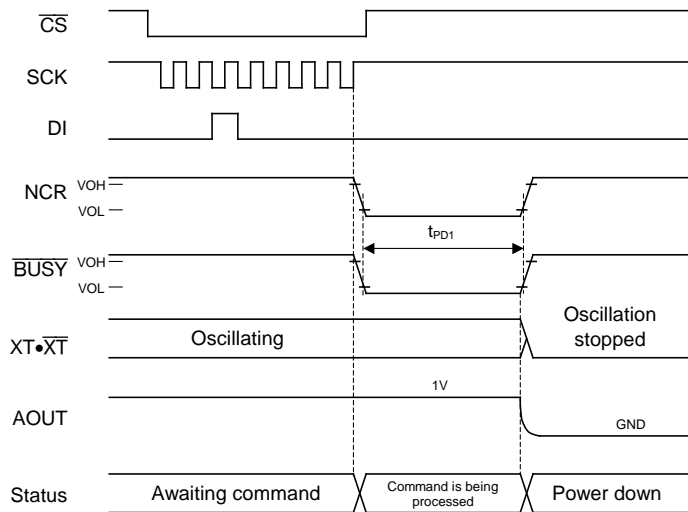 CS
SCK
DI
NCR
VOH
VOL
tPD1
BUSY
VOH
VOL
XT•XT
Oscillating
Oscillation
stopped
AOUT
1V
GND
Status
Awaiting command
Command is being
processed
Power down